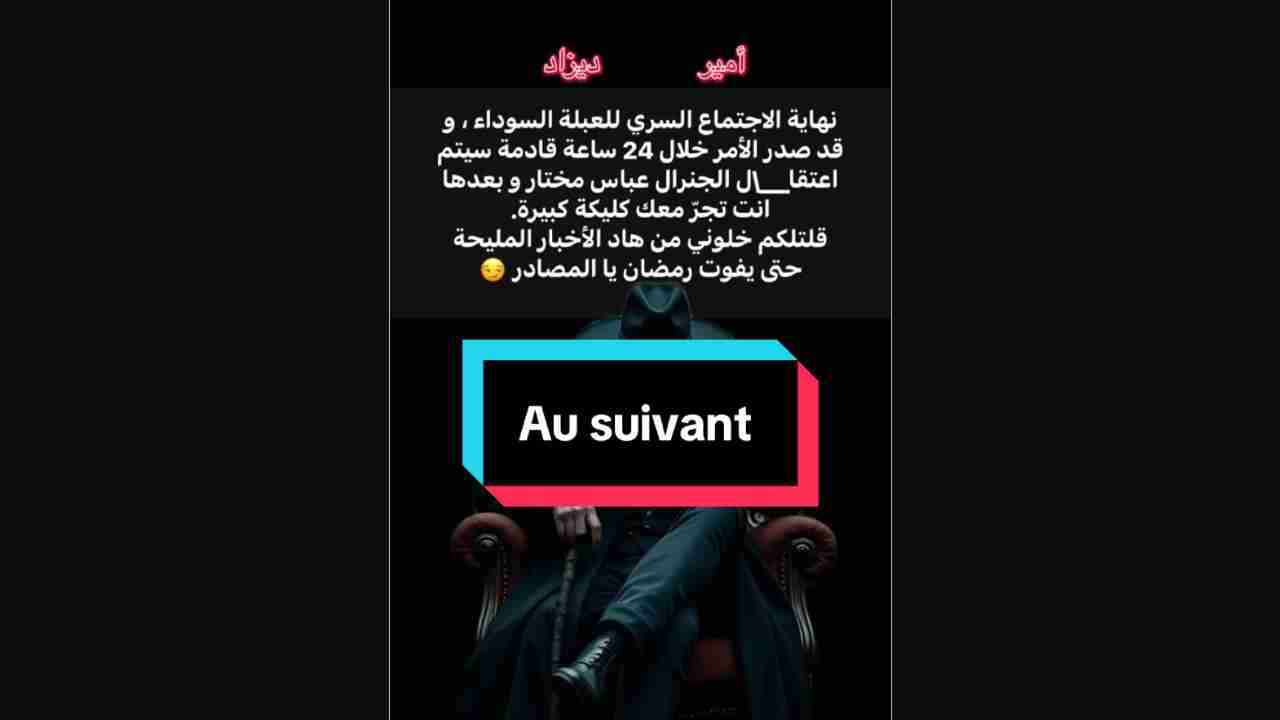 أمير ديزاد
نهاية الاجتماع السري للعبلة السوداء ، و
قد صدر الأمر خلال 24 ساعة قادمة سيتم
اعتقا__\ل الجنرال عباس مختار و بعدها
انت تجرّ معك كليكة كبيرة.
قلتلكم خلوني من هاد الأخبار المليحة
حتى يفوت رمضان يا المصادر 😏
Au suivant